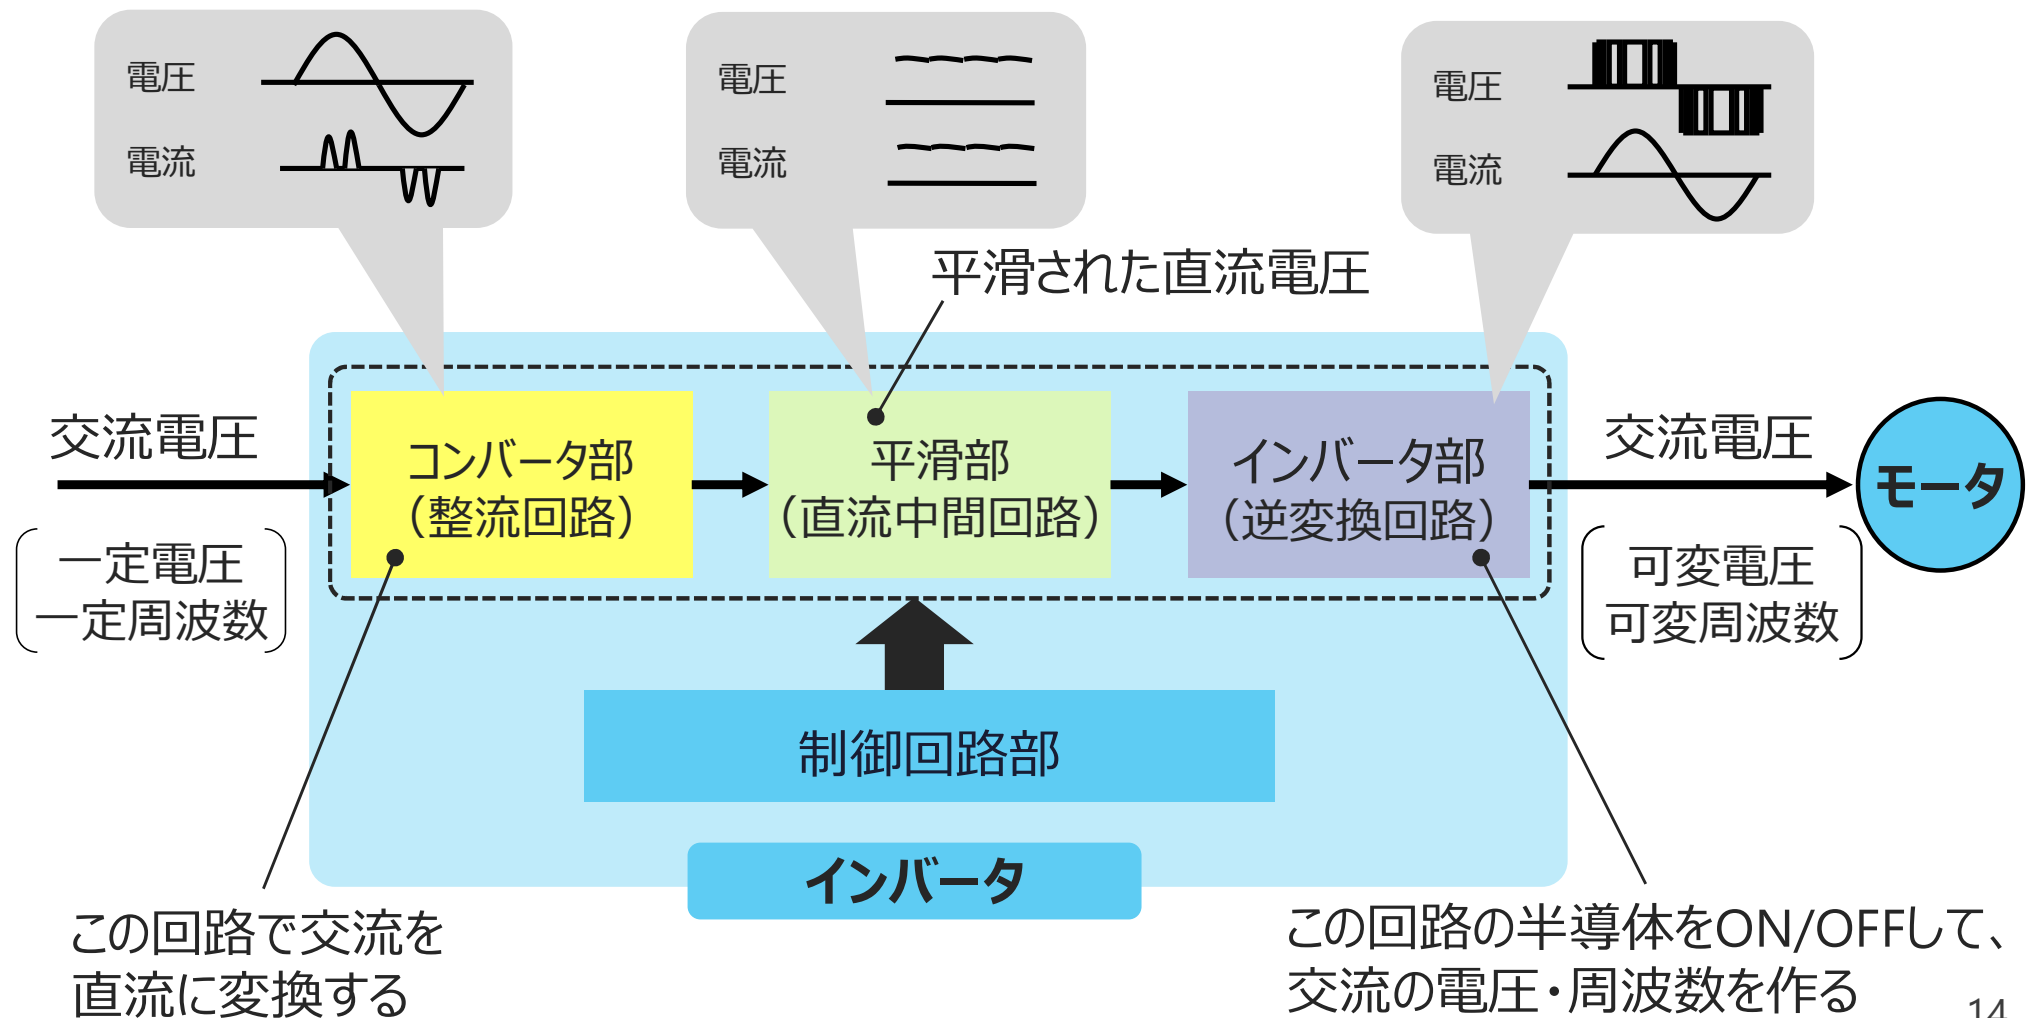 電圧
電流
電圧
電流
電圧
電流
平滑された直流電圧
交流電圧
一定電圧
一定周波数
コンバータ部
（整流回路）
平滑部
（直流中間回路）
インバータ部
（逆変換回路）
交流電圧
可変電圧
可変周波数
モータ
制御回路部
インバータ
この回路で交流を
直流に変換する
この回路の半導体をON/OFFして、
交流の電圧・周波数を作る
14